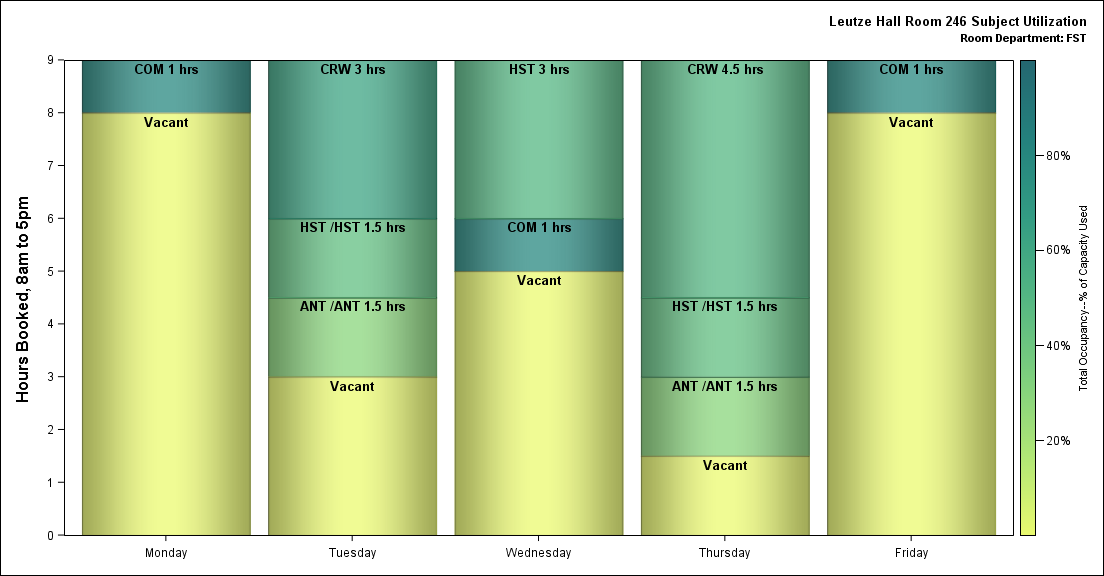 Leutze Hall Room 246 Subject Utilization
Room Department: FST
Hours Booked, 8am to 5pm
9
8
7
6
5
4
3
2
1
0
COM 1 hrs
Vacant
CRW 3 hrs
HST /HST 1.5 hrs
ANT /ANT 1.5 hrs
Vacant
HST 3 hrs
COM 1 hrs
Vacant
CRW 4.5 hrs
HST /HST 1.5 hrs
ANT /ANT 1.5 hrs
Vacant
COM 1 hrs
Vacant
Monday
Tuesday
Wednesday
Thursday
Friday
80%
60%
40%
20%
Total Occupancy--% of Capacity Used